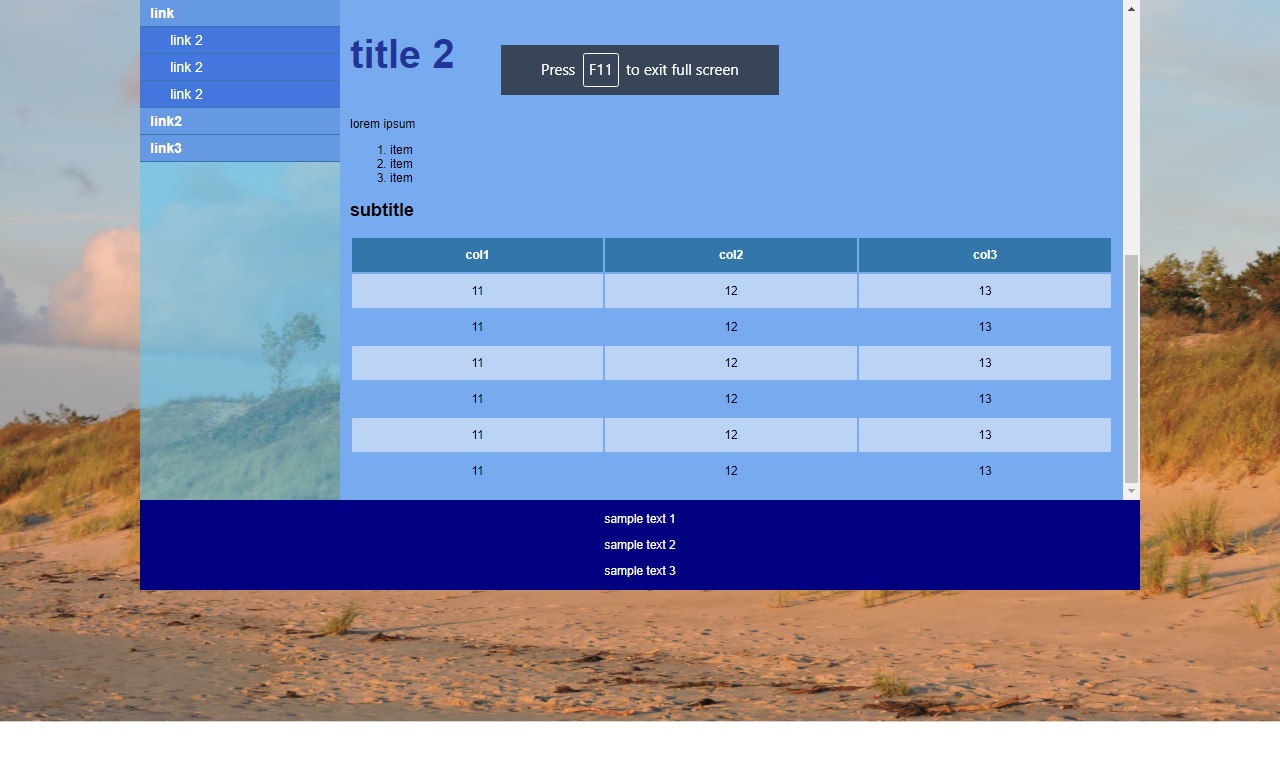 link
link 2
link 2
link 2
link2
link3
title 2
Press F11 to exit full screen
lorem ipsum
1. item
2. item
3. item
subtitle
col1 col2 col3
11 12 13
11 12 13
11 12 13
11 12 13
11 12 13
11 12 13
sample text 1
sample text 2
sample text 3